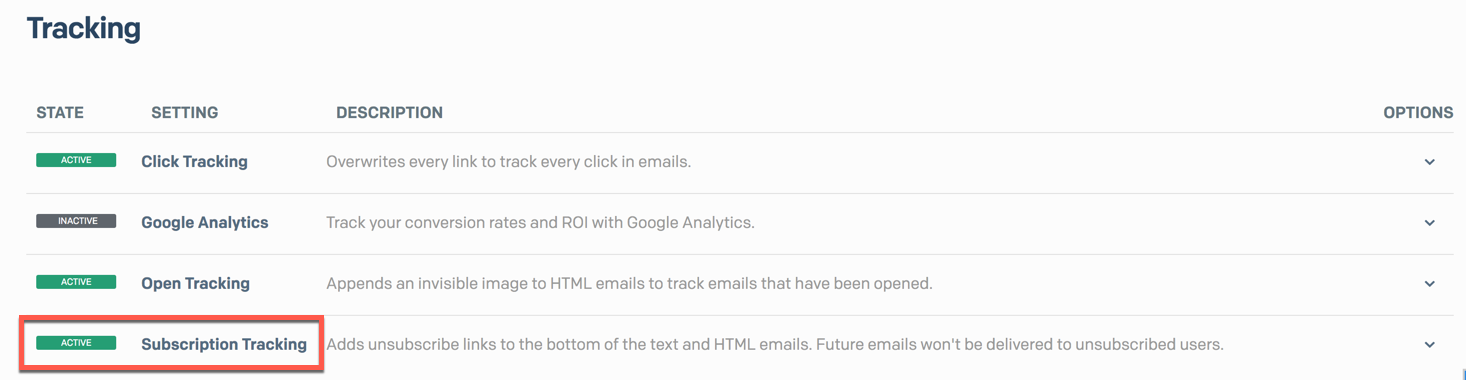 Tracking
STATE SETTING DESCRIPTION OPTIONS
ACTIVE Click Tracking Overwrites every link to track every click in emails.
INACTIVE Google Analytics Track your conversion rates and ROI with Google Analytics.
ACTIVE Open Tracking Appends an invisible image to HTML emails to track emails that have been opened.
ACTIVE Subscription Tracking Adds unsubscribe links to the bottom of the text and HTML emails. Future emails won't be delivered to unsubscribed users.